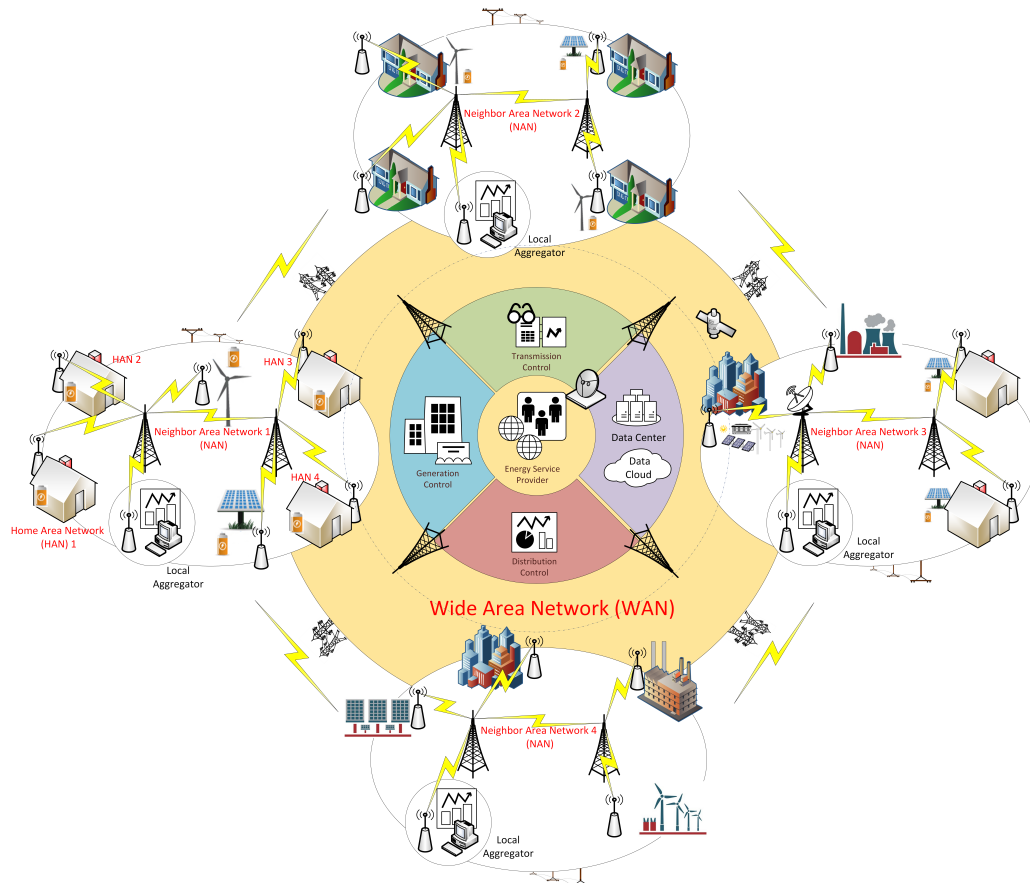 Neighbor Area Network 2
(NAN)
Local
Aggregator
Transmission
Control
HAN 2
HAN 3
Neighbor Area Network 1
(NAN)
HAN 4
Home Area Network
(HAN) 1
Local
Aggregator
Generation
Control
Energy Service
Provider
Data Center
Data
Cloud
Neighbor Area Network 3
(NAN)
Local
Aggregator
Distribution
Control
Wide Area Network (WAN)
Neighbor Area Network 4
(NAN)
Local
Aggregator